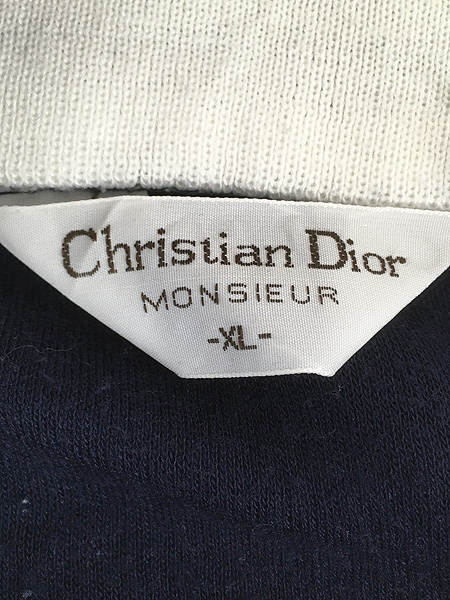 Christian Dior
MONSIEUR
-XL-